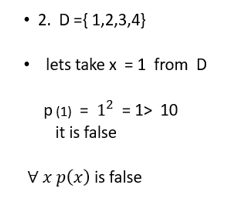 • 2. D ={ 1,2,3,4}
• lets take x = 1 from D
p (1) = 1² = 1> 10
it is false
∀ x p(x) is false